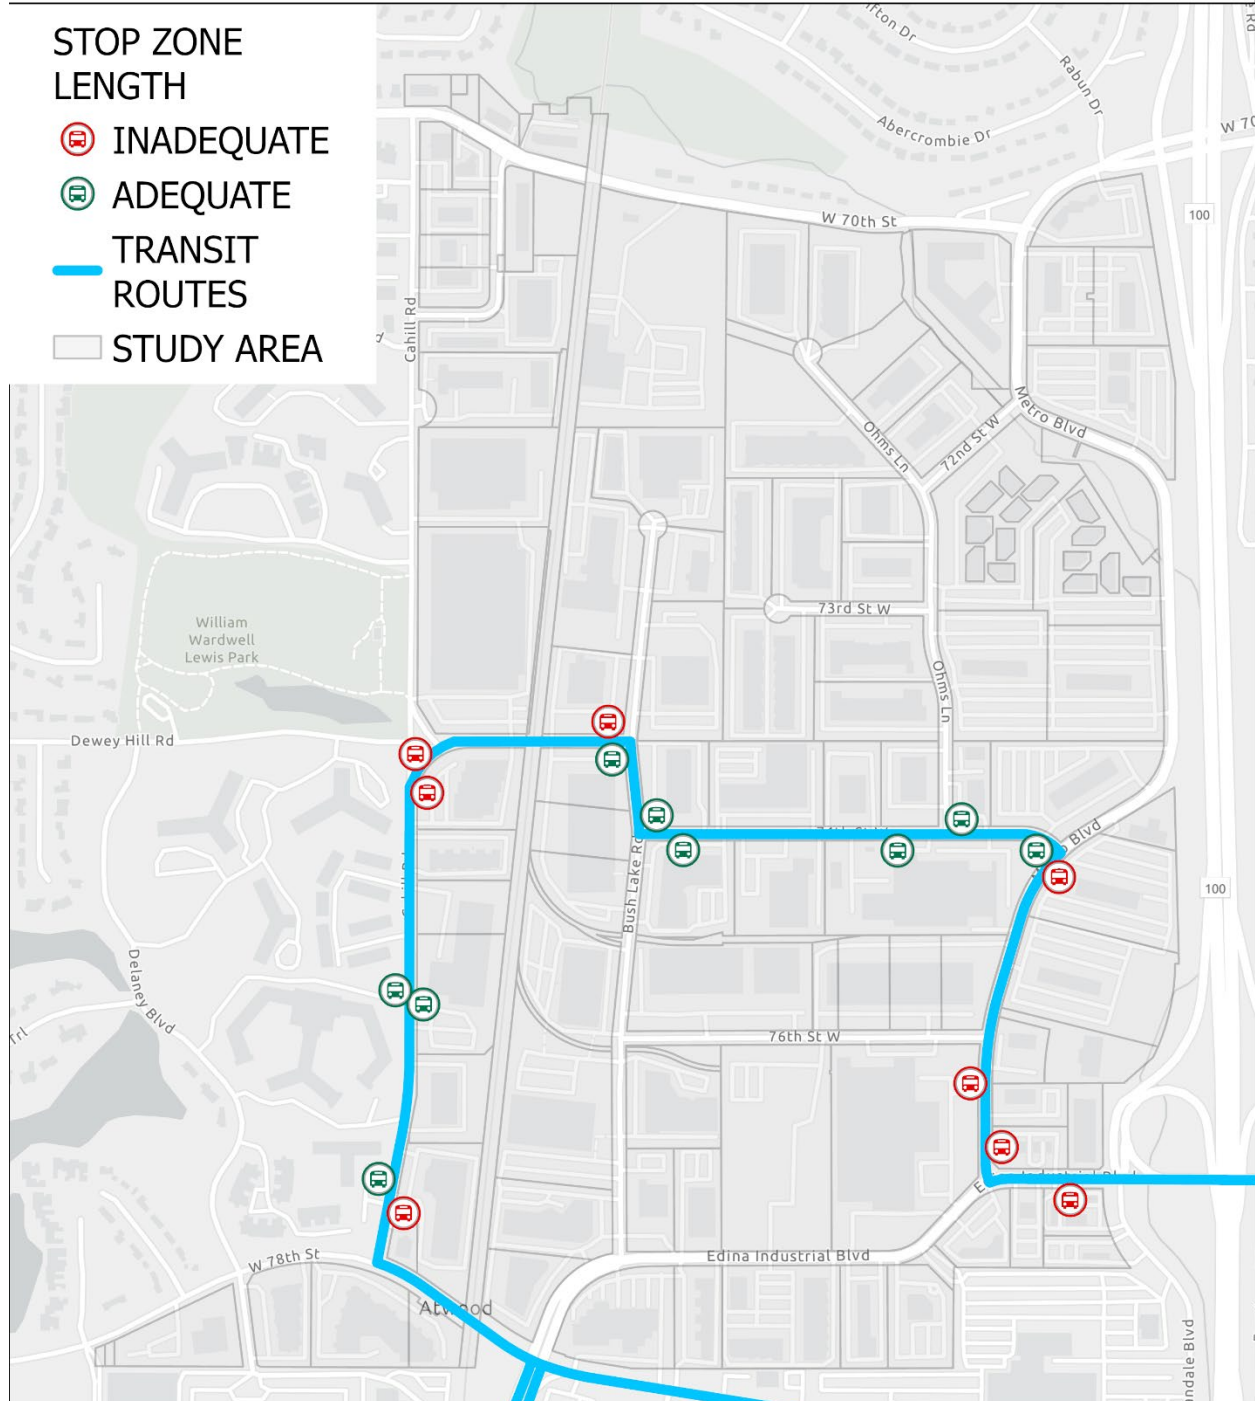 STOP ZONE
LENGTH
INADEQUATE
ADEQUATE
TRANSIT
ROUTES
STUDY AREA
Rabun Dr
Abercrombie Dr
W 70th St
100
Cahill Rd
Metro Blvd
Ohms Ln
72nd St W
73rd St W
William
Wardwell
Lewis Park
Ohms Ln
Dewey Hill Rd
Blvd
Bush Lake Rd
100
Delaney Blvd
76th St W
W 78th St
Edina Industrial Blvd